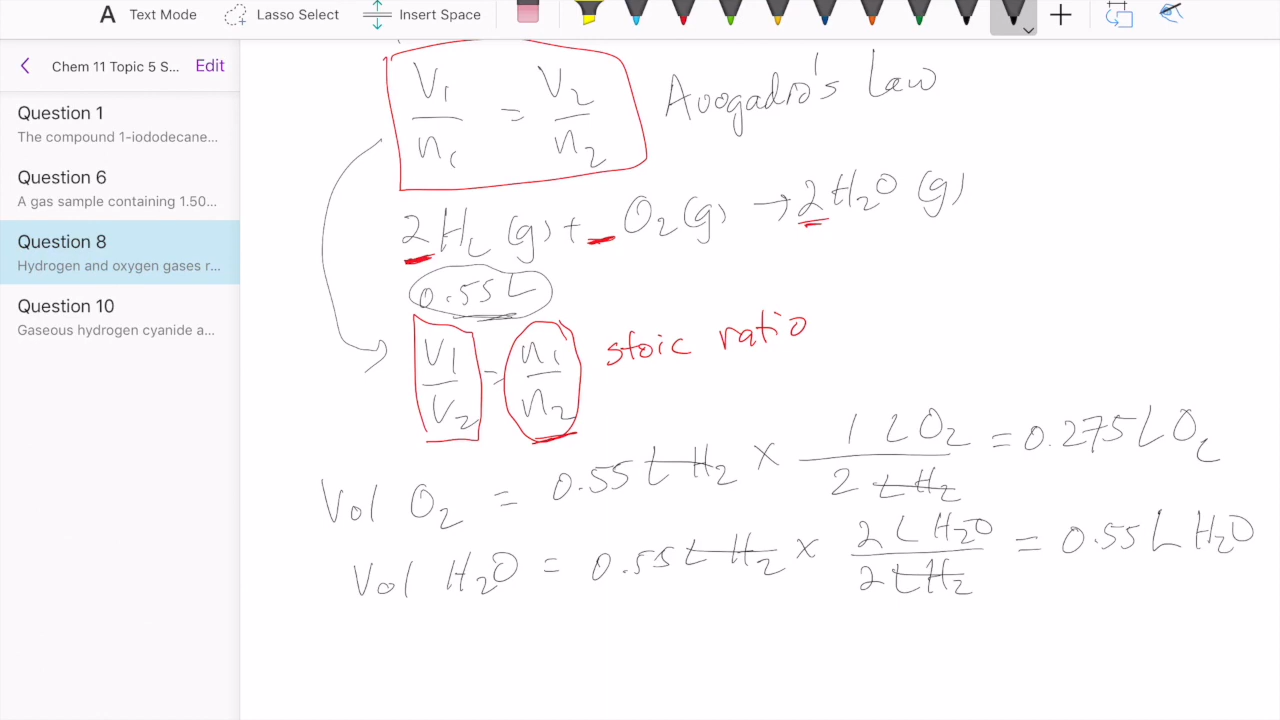 A Text Mode Lasso Select Insert Space
Chem 11 Topic 5 S... Edit
Question 1
The compound 1-iododecane...
Question 6
A gas sample containing 1.50...
Question 8
Hydrogen and oxygen gases r...
Question 10
Gaseous hydrogen cyanide a...
V₁/n₁ = V₂/n₂ Avogadro's Law
2H₂(g) + _O₂(g) → 2H₂O(g)
0.55L
V₁/V₂ = n₁/n₂ stoic ratio
Vol O₂ = 0.55 L H₂ × 1 L O₂ / 2 L H₂ = 0.275 L O₂
Vol H₂O = 0.55 L H₂ × 2 L H₂O / 2 L H₂ = 0.55 L H₂O